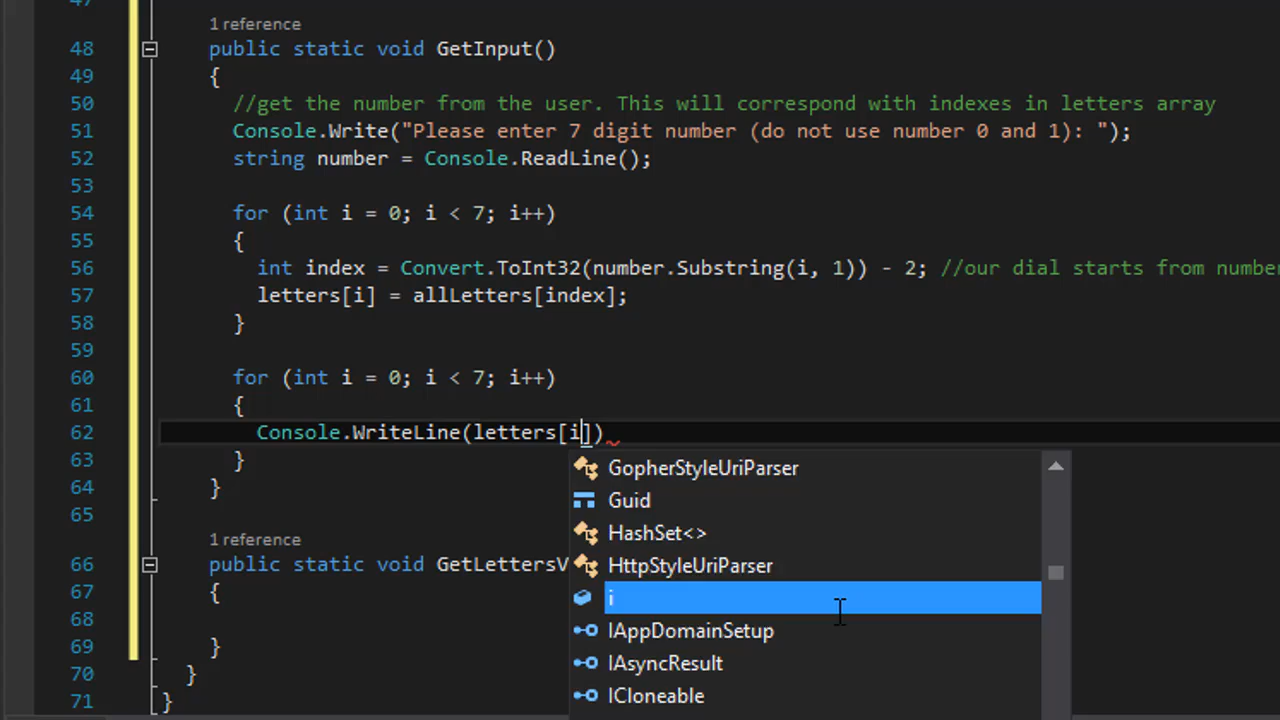 47
1 reference
48 public static void GetInput()
49 {
50 //get the number from the user. This will correspond with indexes in letters array
51 Console.Write("Please enter 7 digit number (do not use number 0 and 1): ");
52 string number = Console.ReadLine();
53
54 for (int i = 0; i < 7; i++)
55 {
56 int index = Convert.ToInt32(number.Substring(i, 1)) - 2; //our dial starts from numbe
57 letters[i] = allLetters[index];
58 }
59
60 for (int i = 0; i < 7; i++)
61 {
62 Console.WriteLine(letters[i])
63 }
GopherStyleUriParser
64 }
Guid
65
HashSet<>
1 reference
66 public static void GetLettersV
HttpStyleUriParser
67 {
i
68
IAppDomainSetup
69 }
IAsyncResult
70 }
ICloneable
71 }